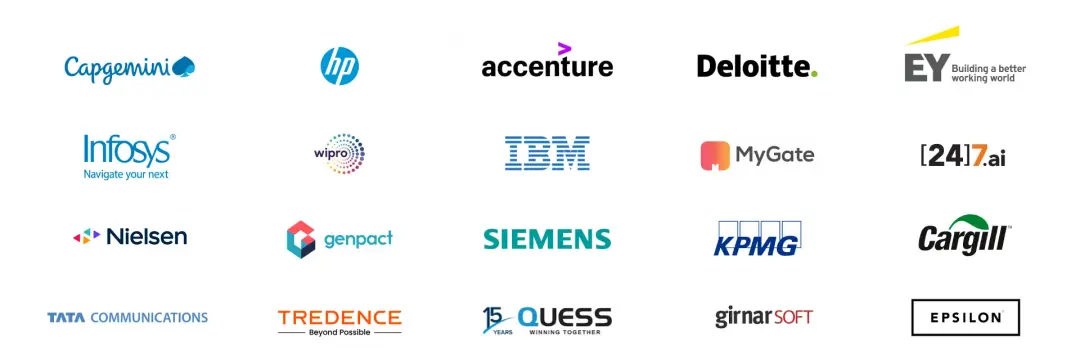 Capgemini
hp
accenture
Deloitte.
EY Building a better
working world
Infosys®
Navigate your next
wipro
IBM
MyGate
[24]7.ai
Nielsen
genpact
SIEMENS
KPMG
Cargill™
TATA COMMUNICATIONS
TREDENCE
Beyond Possible
15 YEARS
QUESS
WINNING TOGETHER
girnarSOFT
EPSILON